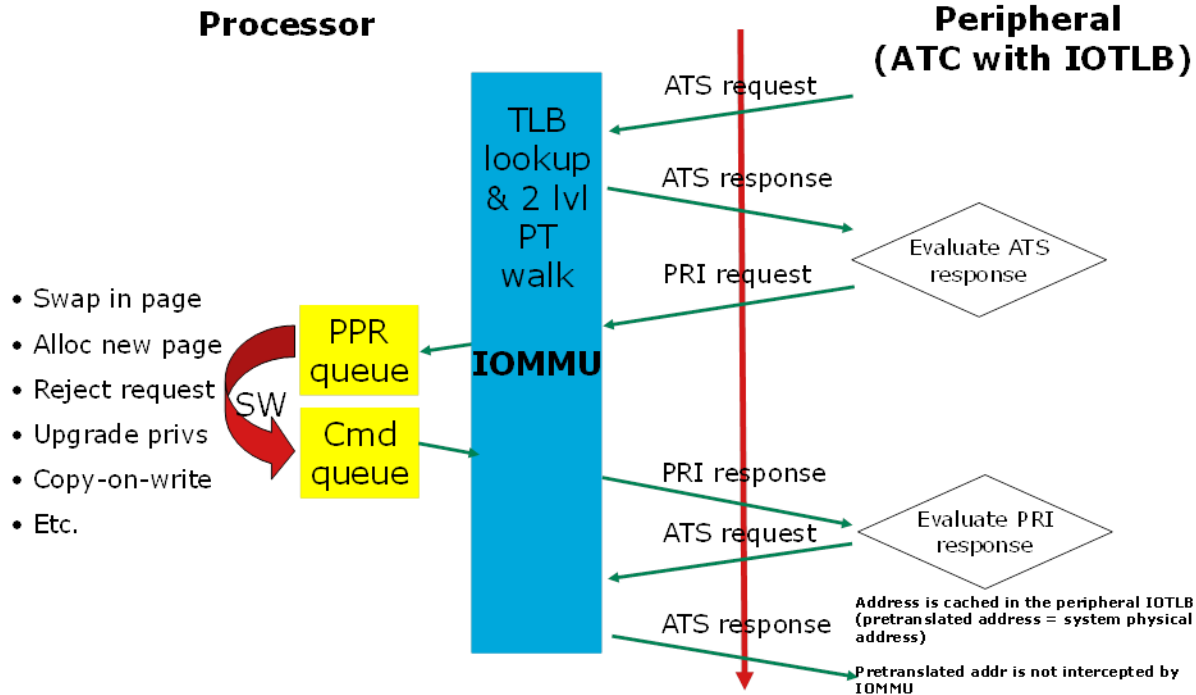 Processor
Peripheral
(ATC with IOTLB)
ATS request
TLB
lookup
& 2 lvl
PT
walk
IOMMU
ATS response
Evaluate ATS
response
PRI request
• Swap in page
• Alloc new page
• Reject request
• Upgrade privs
• Copy-on-write
• Etc.
SW
PPR
queue
Cmd
queue
PRI response
Evaluate PRI
response
ATS request
Address is cached in the peripheral IOTLB
(pretranslated address = system physical
address)
ATS response
Pretranslated addr is not intercepted by
IOMMU